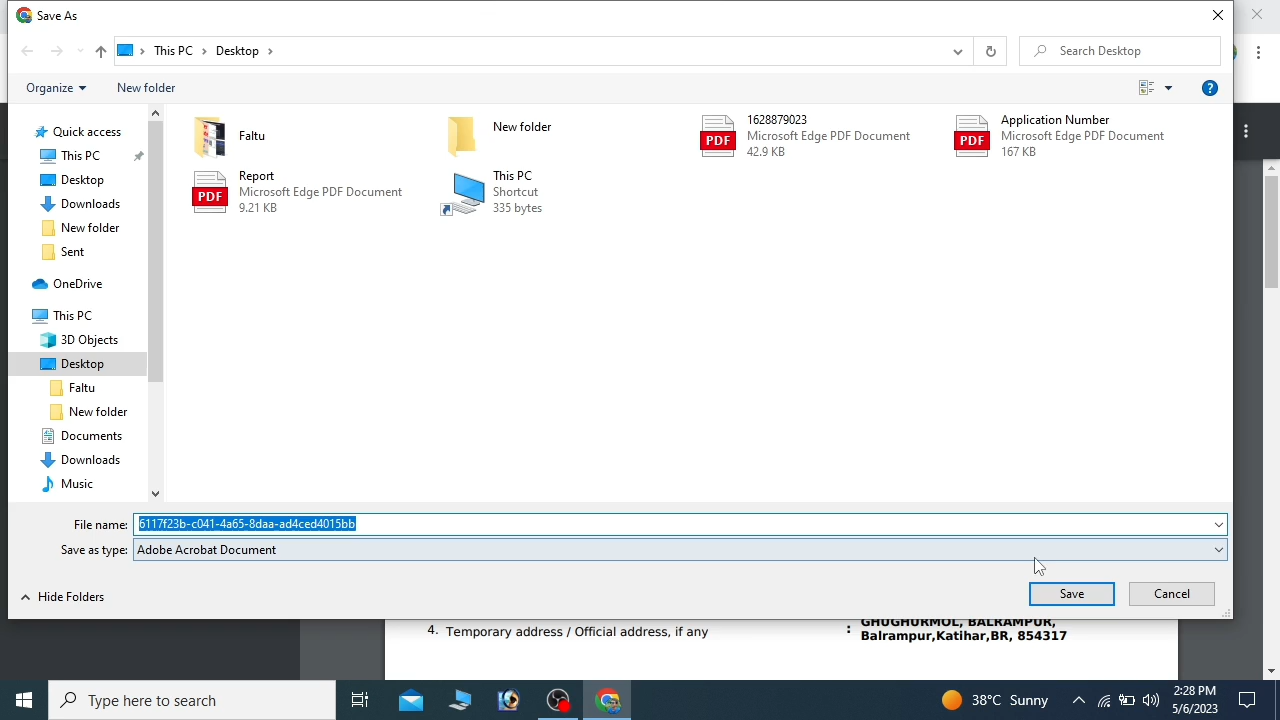 Save As
This PC
Desktop
Search Desktop
Organize
New folder
Quick access
This PC
Desktop
Downloads
New folder
Sent
OneDrive
This PC
3D Objects
Desktop
Faltu
New folder
Documents
Downloads
Music
Faltu
New folder
1628879023
Microsoft Edge PDF Document
42.9 KB
Application Number
Microsoft Edge PDF Document
167 KB
Report
Microsoft Edge PDF Document
9.21 KB
This PC
Shortcut
335 bytes
PDF
PDF
PDF
File name: 6117f23b-c041-4a65-8daa-ad4ced4015bb
Save as type: Adobe Acrobat Document
Hide Folders
Save
Cancel
GHUGHURMOL, BALRAMPUR,
4. Temporary address / Official address, if any : Balrampur,Katihar,BR, 854317
Type here to search
38°C Sunny
2:28 PM
5/6/2023